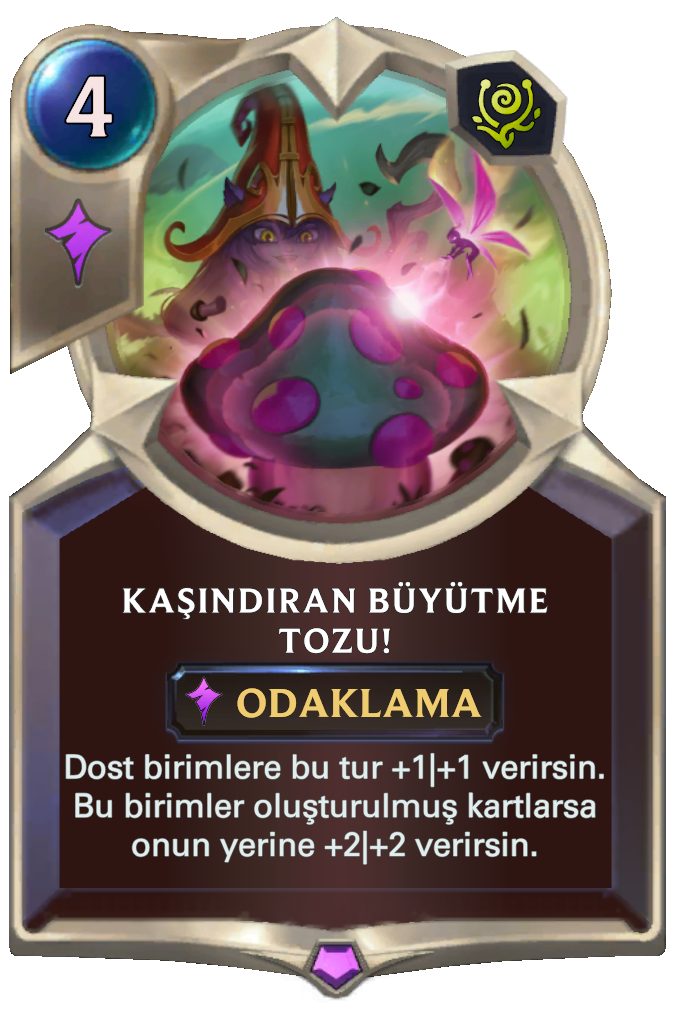 4
KAŞINDIRAN BÜYÜTME
TOZU!
ODAKLAMA
Dost birimlere bu tur +1|+1 verirsin.
Bu birimler oluşturulmuş kartlarsa
onun yerine +2|+2 verirsin.